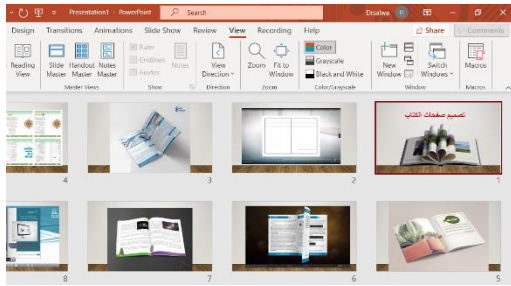 Presentation1 - PowerPoint
Search
Drsalwa
D
Design Transitions Animations Slide Show Review View Recording Help
Share
Comments
Reading View
Slide Master
Handout Master
Notes Master
Master Views
Ruler
Gridlines
Guides
Notes
Show
View Direction
Direction
Zoom
Fit to Window
Zoom
Color
Grayscale
Black and White
Color/Grayscale
New Window
Switch Windows
Window
Macros
Macros
تصميم صفحات الكتاب
4
3
2
1
8
7
6
5